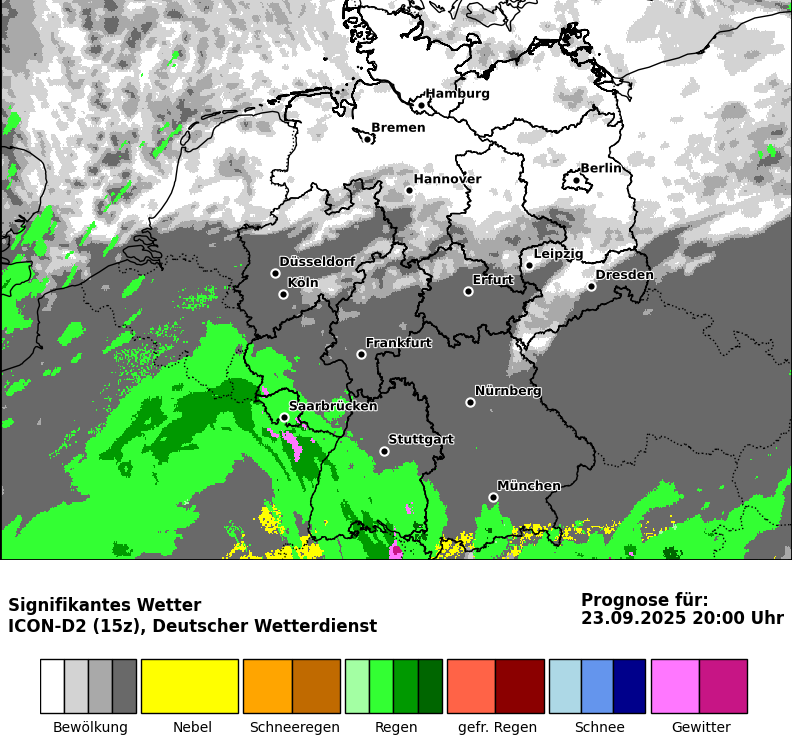 Hamburg
Bremen
Berlin
Hannover
Leipzig
Düsseldorf
Dresden
Köln
Erfurt
Frankfurt
Nürnberg
Saarbrücken
Stuttgart
München
Signifikantes Wetter
ICON-D2 (15z), Deutscher Wetterdienst
Prognose für:
23.09.2025 20:00 Uhr
Bewölkung
Nebel
Schneeregen
Regen
gefr. Regen
Schnee
Gewitter